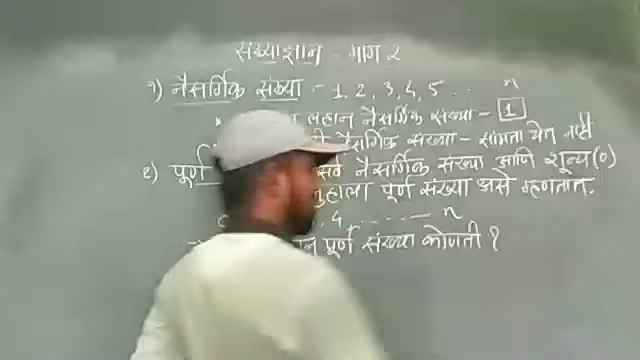 संख्याज्ञान - भाग २
१) नैसर्गिक संख्या - 1, 2, 3, 4, 5 ... n
लहान नैसर्गिक संख्या - 1
नैसर्गिक संख्या - सांगता येत नाही
२) पूर्ण सर्व नैसर्गिक संख्या आणि शून्य (0)
पूर्ण संख्या असे म्हणतात.
, 4, ..... — n
पूर्ण संख्या कोणती ?